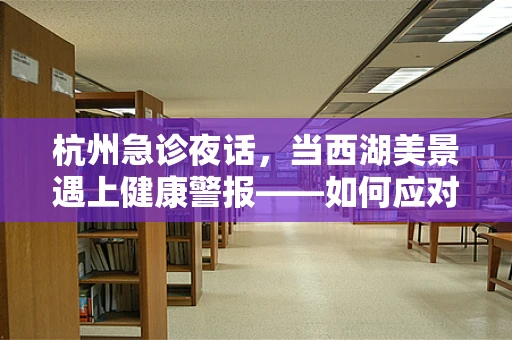 杭州急诊夜话，当西湖美景
遇上健康警报——如何应对